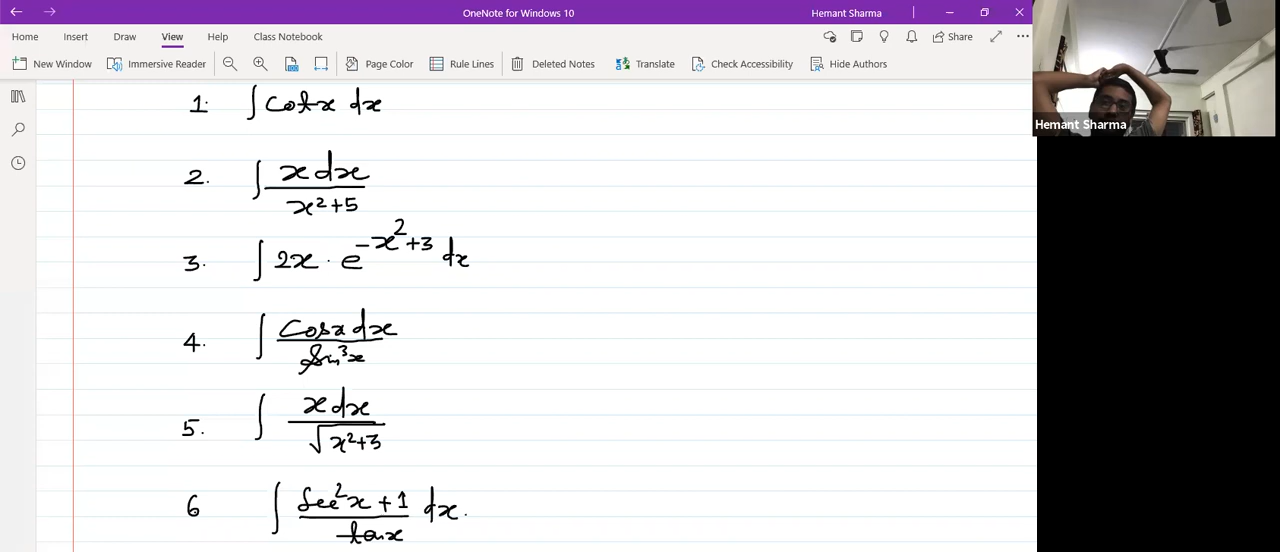 OneNote for Windows 10
Hemant Sharma
Home Insert Draw View Help Class Notebook
Share
New Window Immersive Reader Page Color Rule Lines Deleted Notes Translate Check Accessibility Hide Authors
Hemant Sharma
1. ∫ Cotx dx
2. ∫ x dx / x²+5
3. ∫ 2x · e^(-x²+3) dx
4. ∫ Cosx dx / Sin³x
5. ∫ x dx / √(x²+3)
6 ∫ Sec²x + 1 / tanx dx.